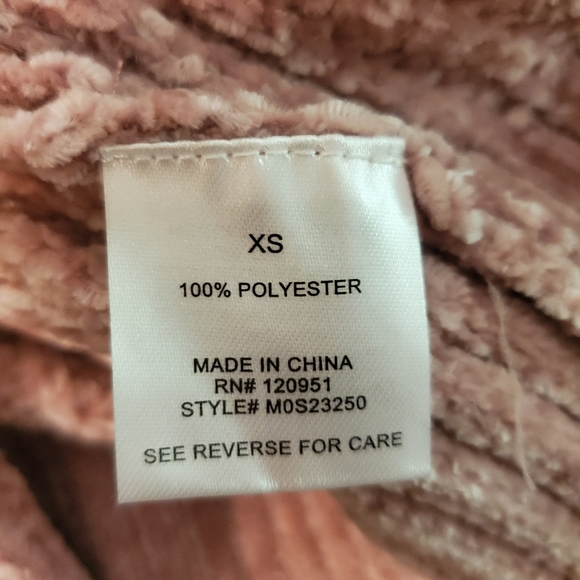 XS
100% POLYESTER
MADE IN CHINA
RN# 120951
STYLE# M0S23250
SEE REVERSE FOR CARE